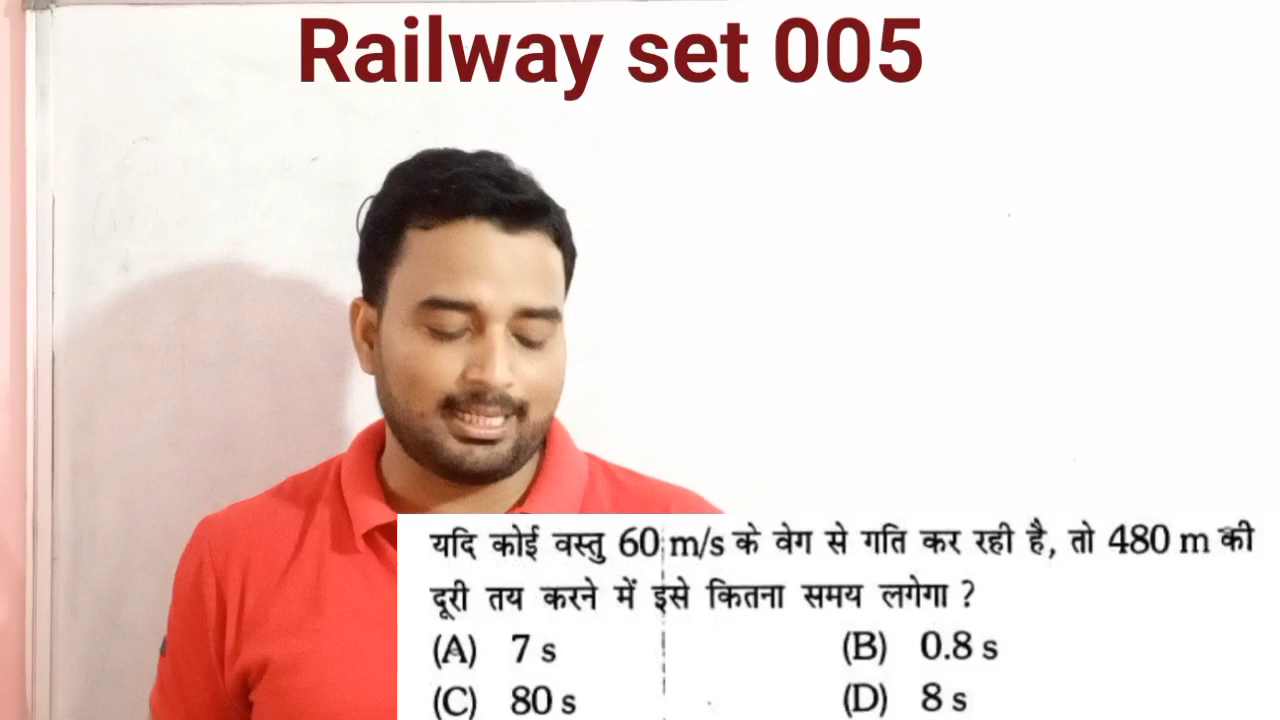 Railway set 005
यदि कोई वस्तु 60 m/s के वेग से गति कर रही है, तो 480 m की
दूरी तय करने में इसे कितना समय लगेगा ?
(A) 7 s (B) 0.8 s
(C) 80 s (D) 8 s